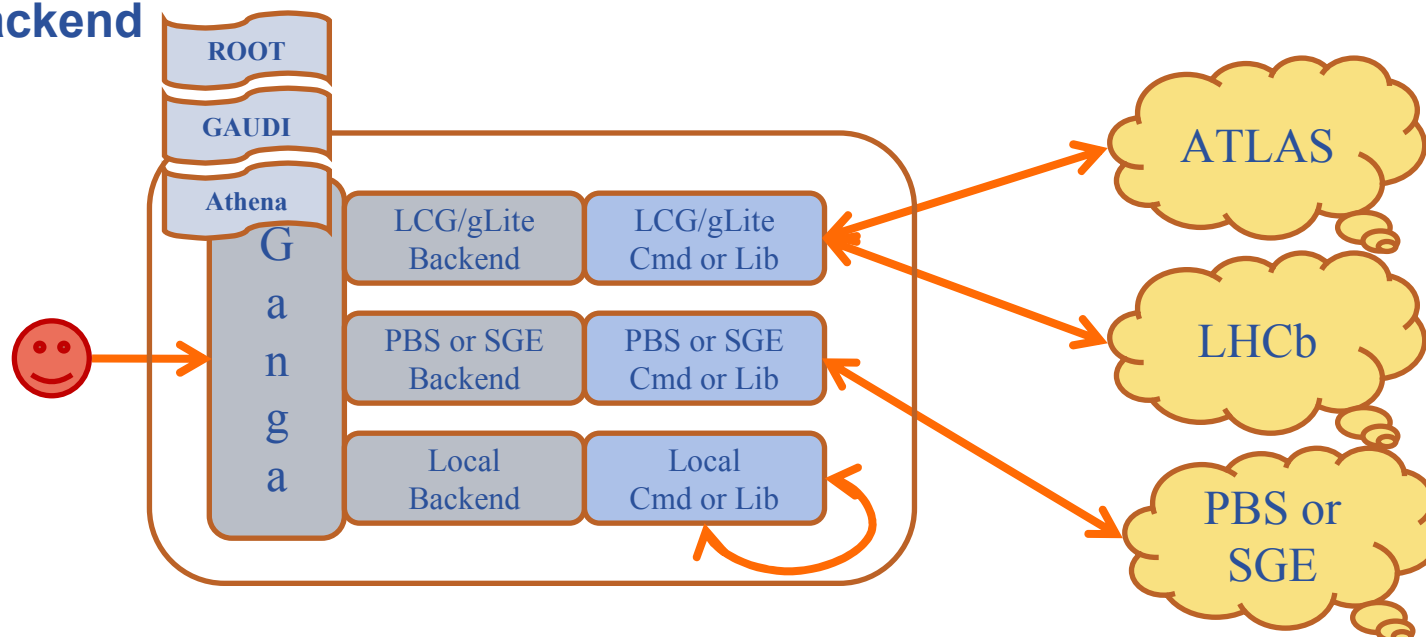 ackend
ROOT
GAUDI
Athena
G
a
n
g
a
LCG/gLite
Backend
LCG/gLite
Cmd or Lib
PBS or SGE
Backend
PBS or SGE
Cmd or Lib
Local
Backend
Local
Cmd or Lib
ATLAS
LHCb
PBS or
SGE